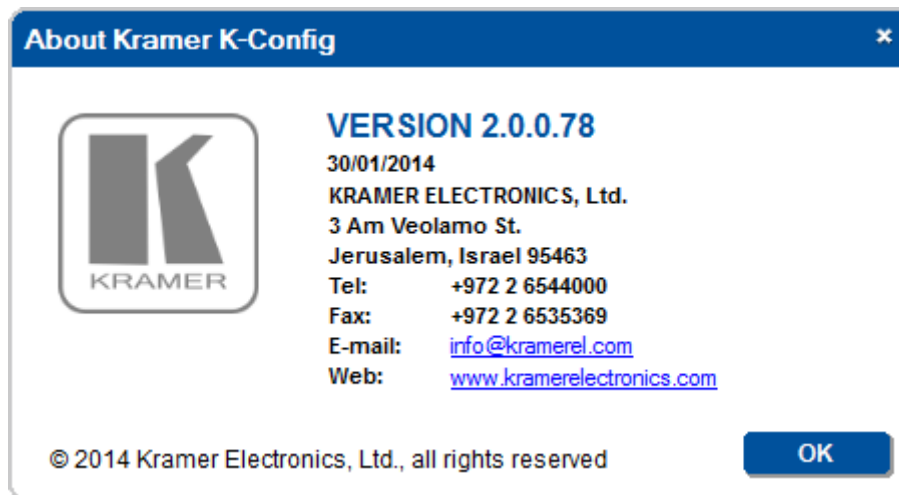 About Kramer K-Config
VERSION 2.0.0.78
30/01/2014
KRAMER ELECTRONICS, Ltd.
3 Am Veolamo St.
Jerusalem, Israel 95463
Tel: +972 2 6544000
Fax: +972 2 6535369
E-mail: info@kramerel.com
Web: www.kramerelectronics.com
KRAMER
© 2014 Kramer Electronics, Ltd., all rights reserved
OK